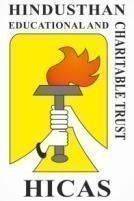 HINDUSTHAN
EDUCATIONAL AND
CHARITABLE TRUST
HICAS